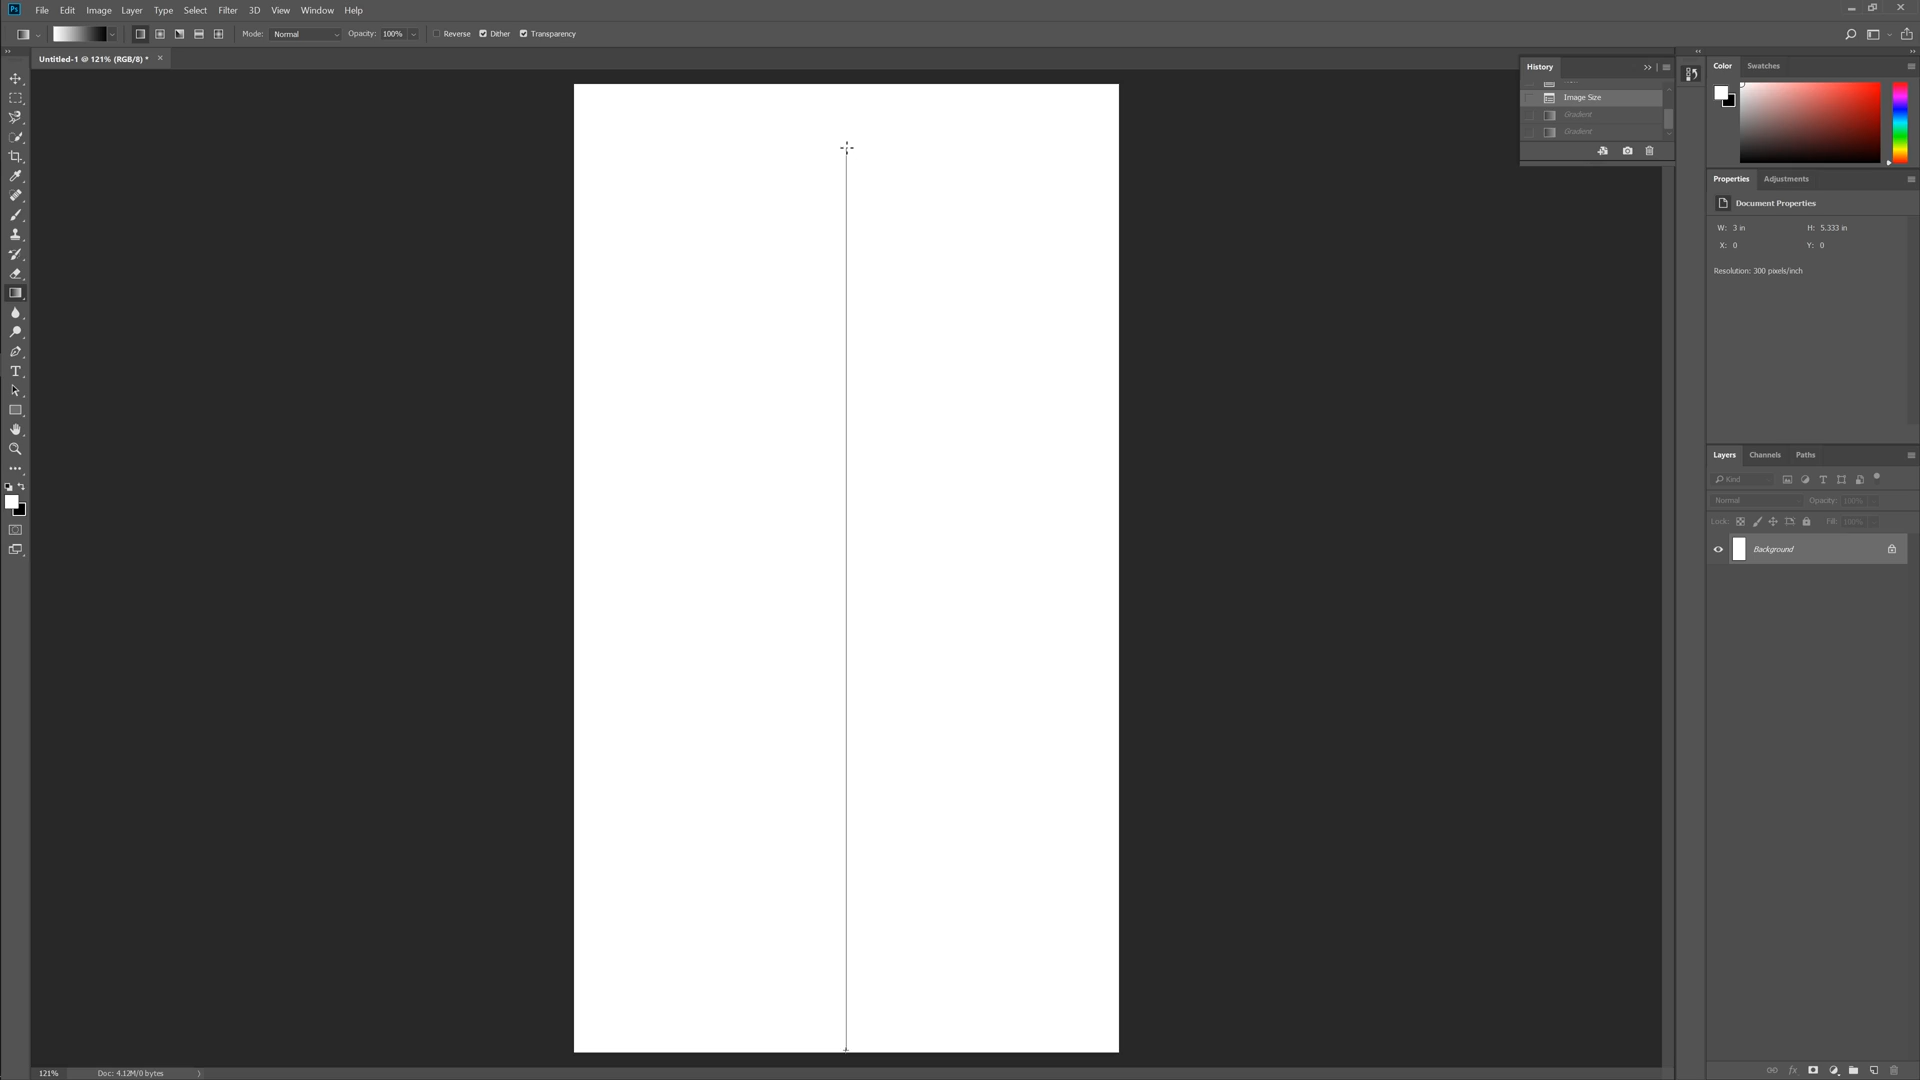 Ps File Edit Image Layer Type Select Filter 3D View Window Help
Mode: Normal Opacity: 100% Reverse Dither Transparency
Untitled-1 @ 121% (RGB/8) *
History
Image Size
Gradient
Gradient
Color Swatches
Properties Adjustments
Document Properties
W: 3 in H: 5.333 in
X: 0 Y: 0
Resolution: 300 pixels/inch
T
Layers Channels Paths
Kind T
Normal Opacity: 100%
Lock: Fill: 100%
Background
121% Doc: 4.12M/0 bytes
fx